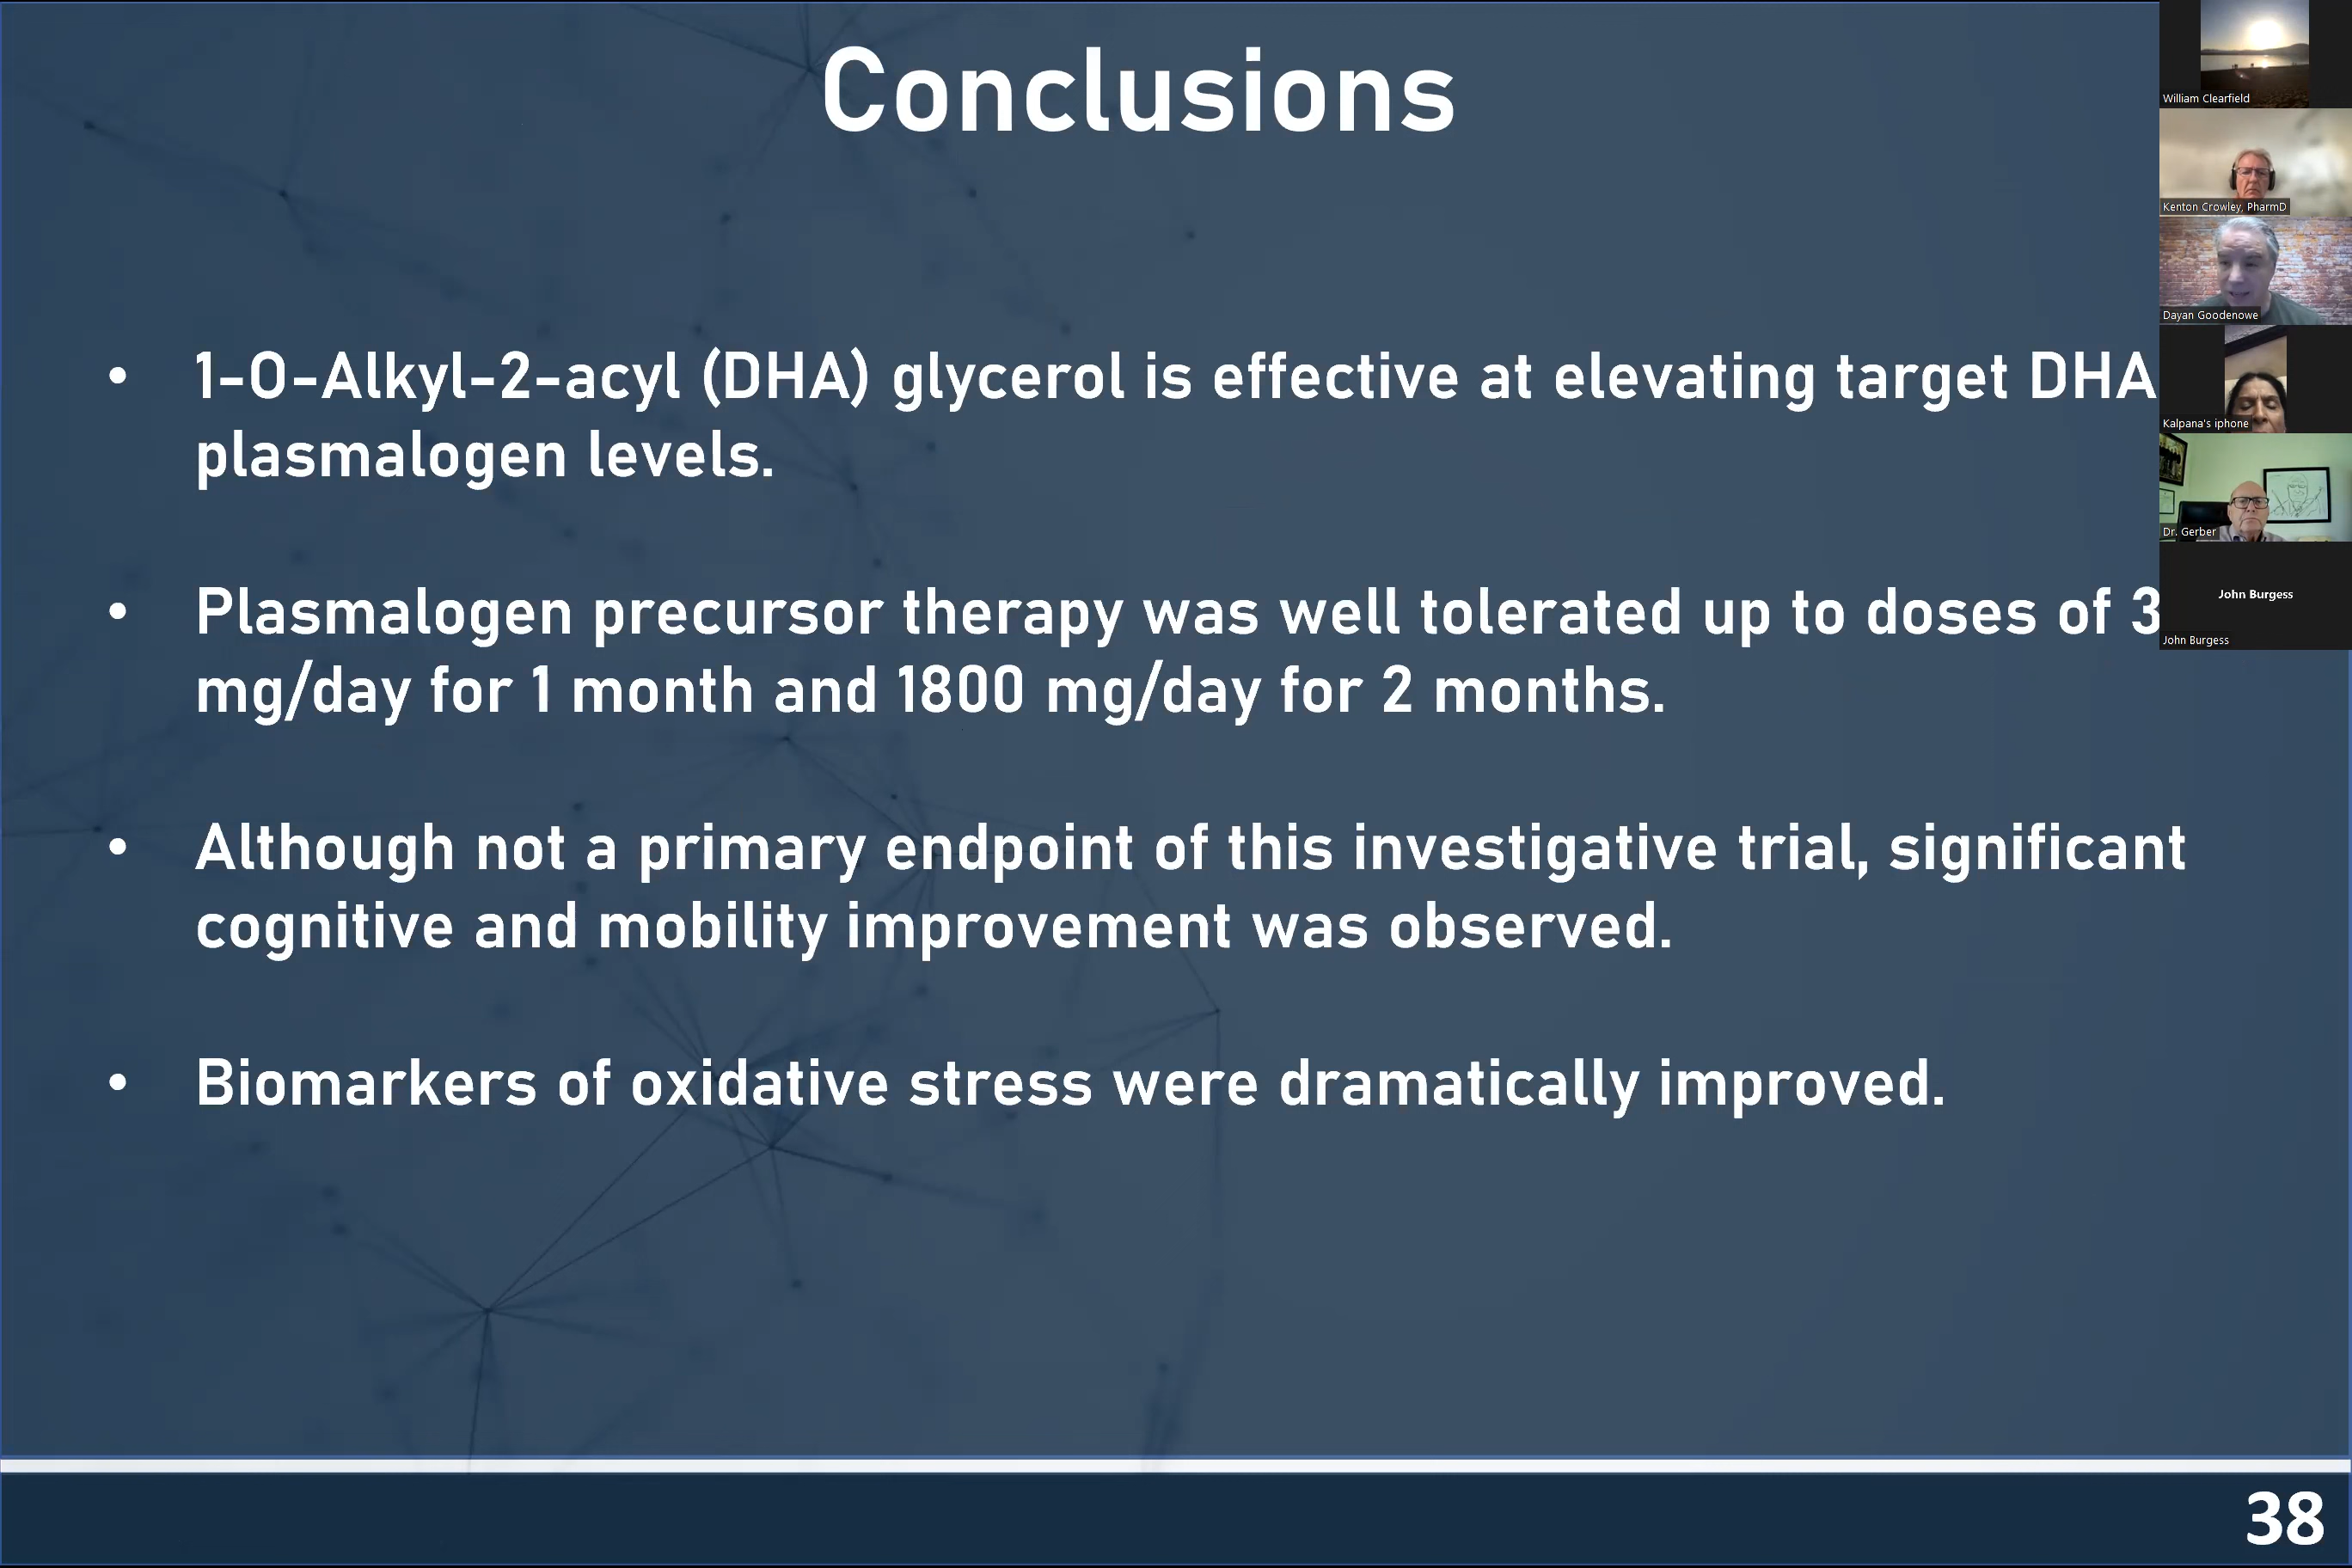 Conclusions
• 1-O-Alkyl-2-acyl (DHA) glycerol is effective at elevating target DHA
plasmalogen levels.
• Plasmalogen precursor therapy was well tolerated up to doses of 3
mg/day for 1 month and 1800 mg/day for 2 months.
• Although not a primary endpoint of this investigative trial, significant
cognitive and mobility improvement was observed.
• Biomarkers of oxidative stress were dramatically improved.
38
William Clearfield
Kenton Crowley, PharmD
Dayan Goodenowe
Kalpana's iphone
Dr. Gerber
John Burgess
John Burgess